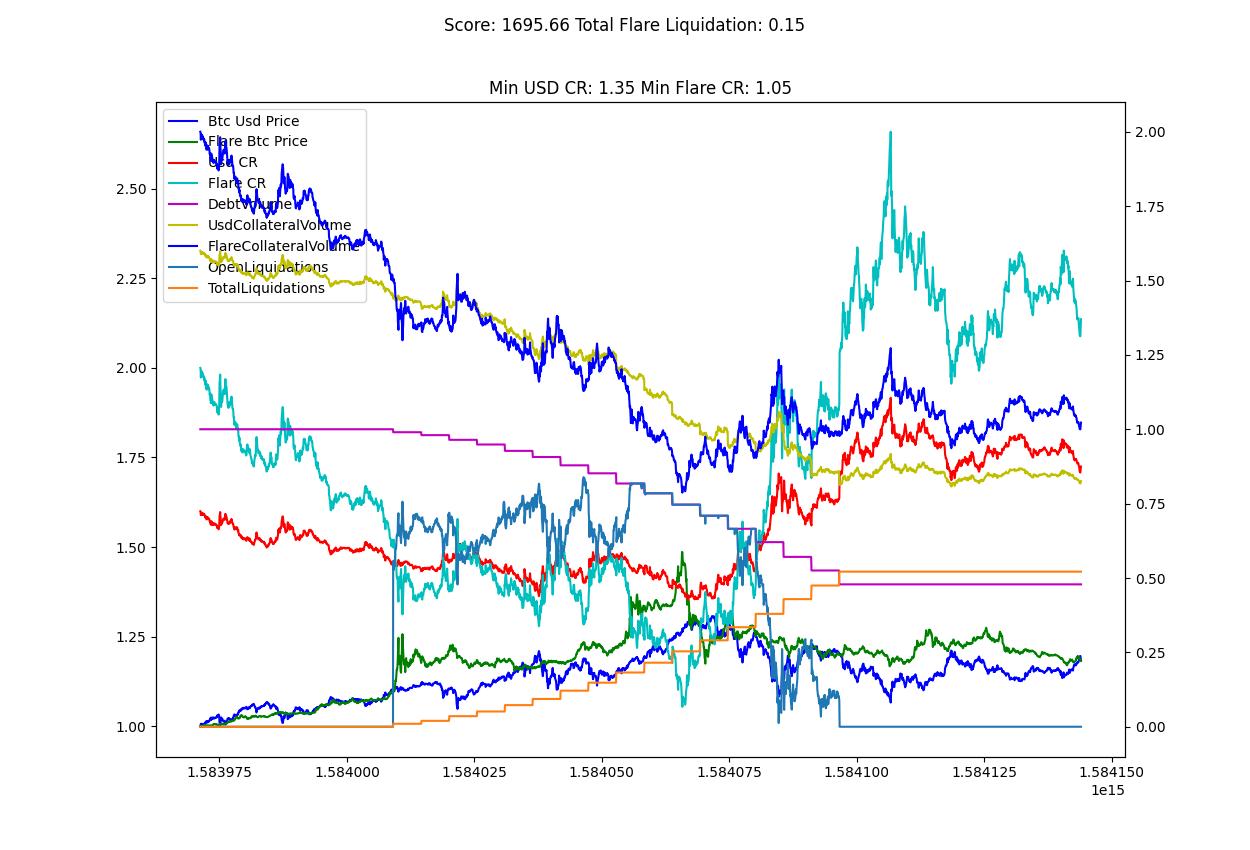 Score: 1695.66 Total Flare Liquidation: 0.15
Min USD CR: 1.35 Min Flare CR: 1.05
Btc Usd Price
Flare Btc Price
Usd CR
Flare CR
DebtVolume
UsdCollateralVolume
FlareCollateralVolume
OpenLiquidations
TotalLiquidations
2.50
2.25
2.00
1.75
1.50
1.25
1.00
2.00
1.75
1.50
1.25
1.00
0.75
0.50
0.25
0.00
1.583975
1.584000
1.584025
1.584050
1.584075
1.584100
1.584125
1.584150
1e15